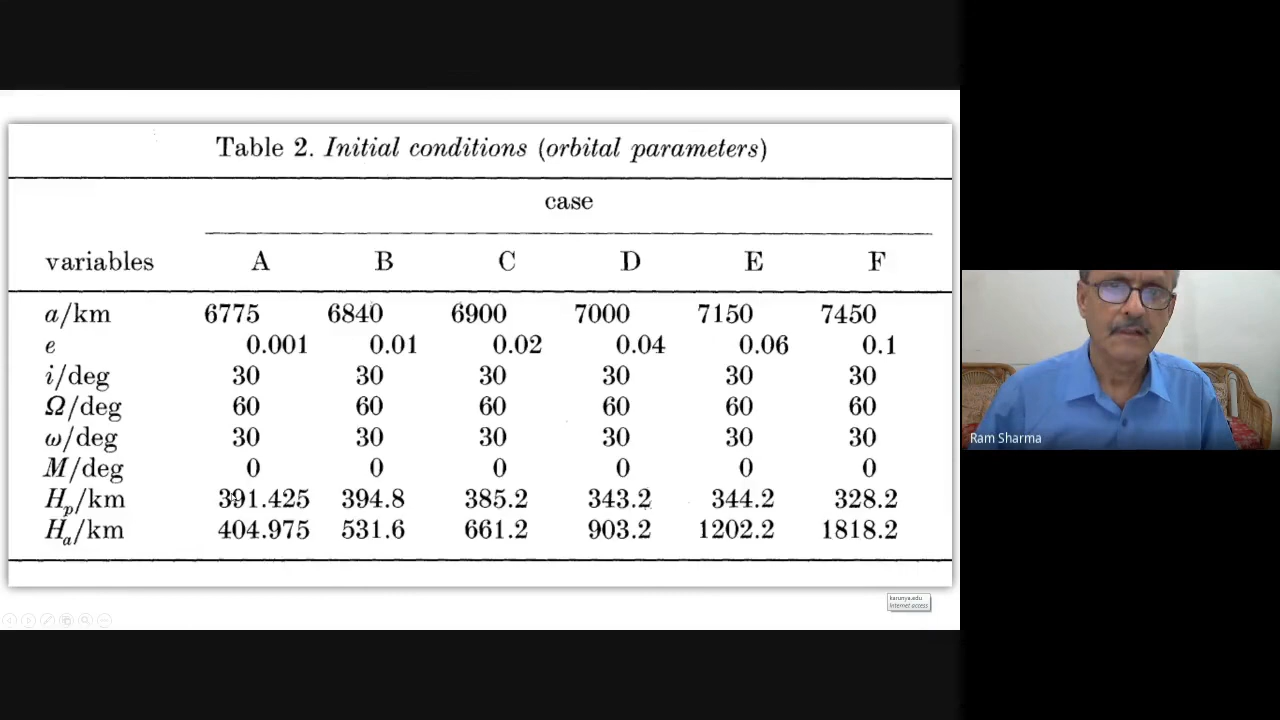 Table 2. Initial conditions (orbital parameters)
case
variables A B C D E F
a/km 6775 6840 6900 7000 7150 7450
e 0.001 0.01 0.02 0.04 0.06 0.1
i/deg 30 30 30 30 30 30
Ω/deg 60 60 60 60 60 60
ω/deg 30 30 30 30 30 30
M/deg 0 0 0 0 0 0
Hp/km 391.425 394.8 385.2 343.2 344.2 328.2
Ha/km 404.975 531.6 661.2 903.2 1202.2 1818.2
karunya.edu
Internet access
Ram Sharma